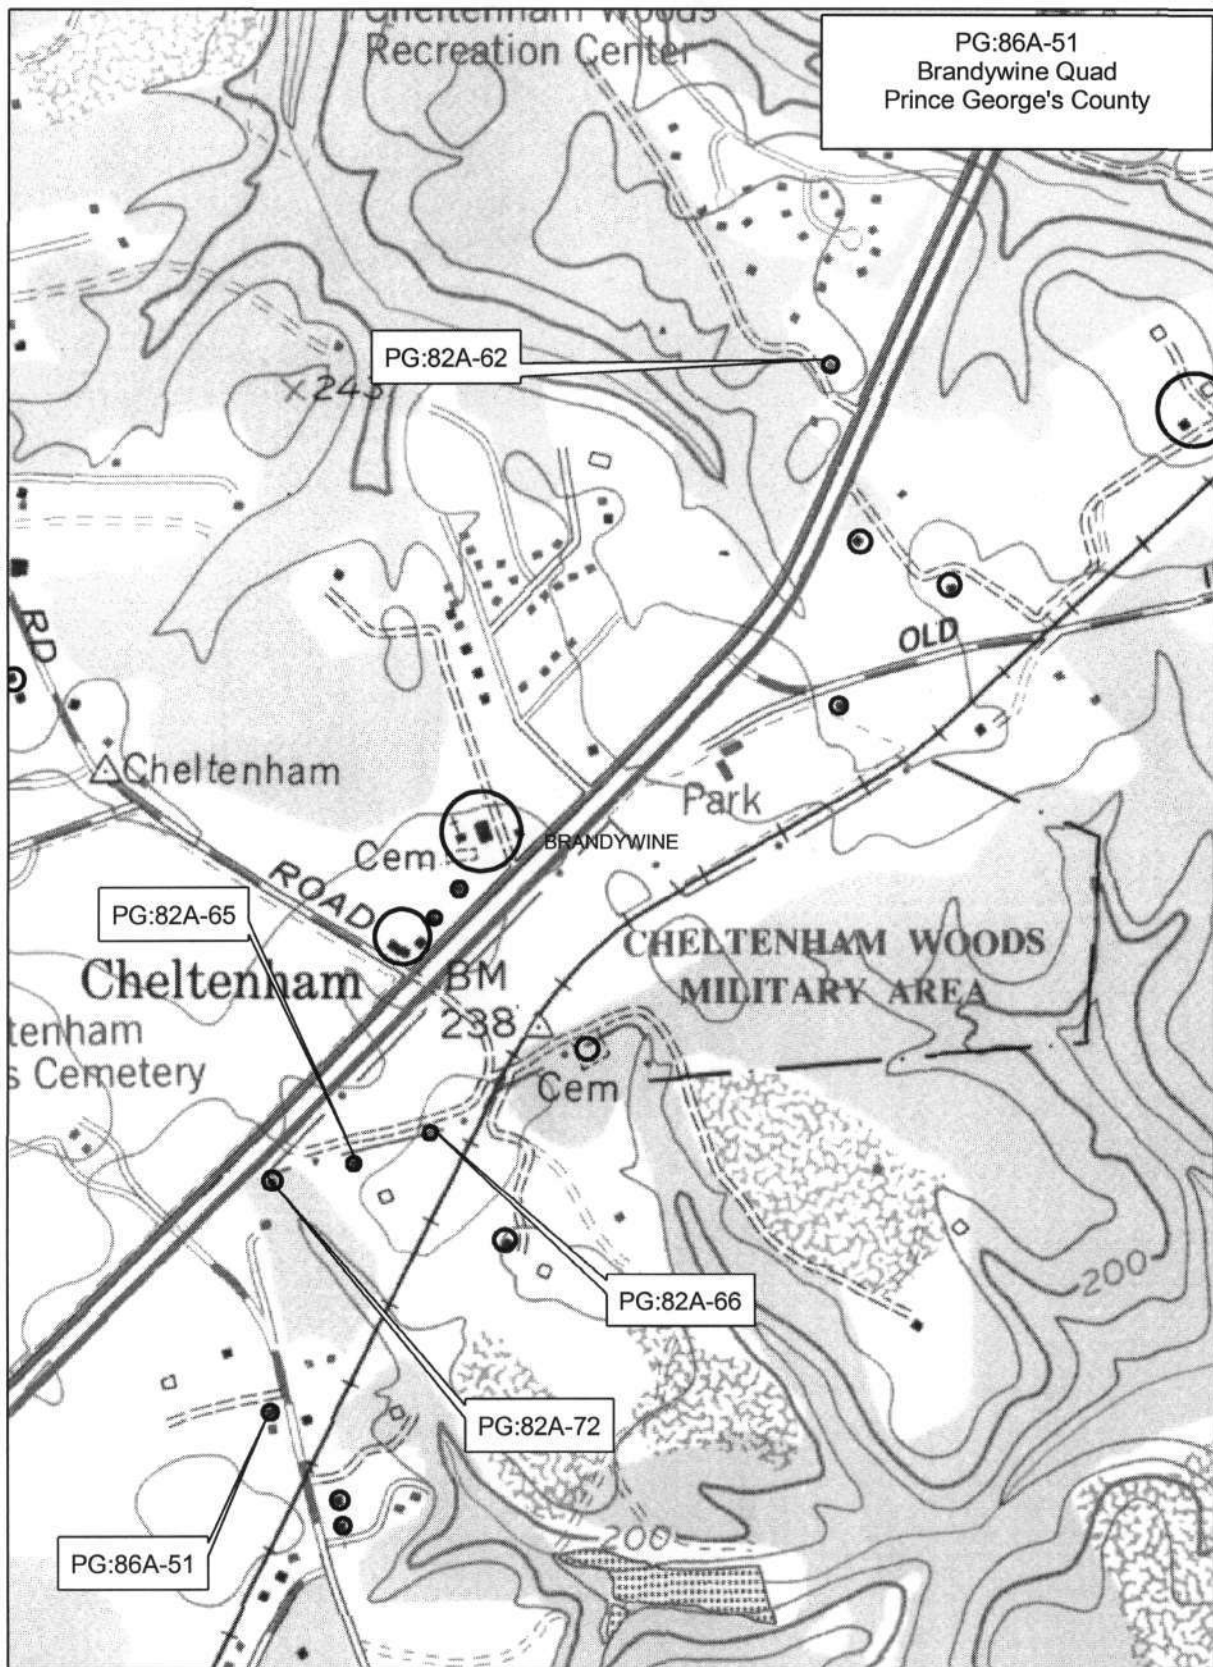 Cheltenham Woods
Recreation Center
PG:86A-51
Brandywine Quad
Prince George's County
PG:82A-62
x 243
RD
OLD
Cheltenham
Park
BRANDYWINE
Cem
ROAD
PG:82A-65
CHELTENHAM WOODS
MILITARY AREA
Cheltenham
BM
238
tenham
s Cemetery
Cem
200
PG:82A-66
PG:82A-72
200
PG:86A-51